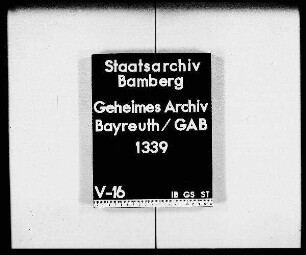 Staatsarchiv
Bamberg
Geheimes Archiv
Bayreuth / GAB
1339
V-16 IB GS ST